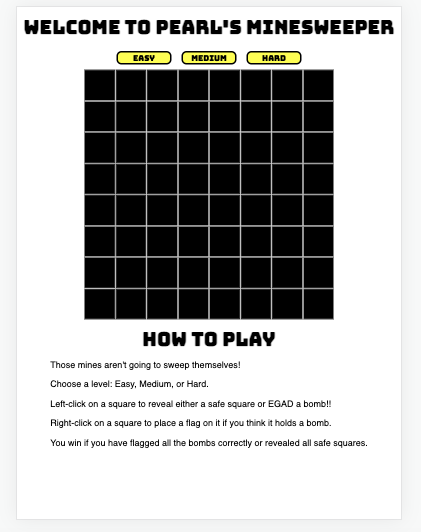 WELCOME TO PEARL'S MINESWEEPER
EASY
MEDIUM
HARD
HOW TO PLAY
Those mines aren't going to sweep themselves!
Choose a level: Easy, Medium, or Hard.
Left-click on a square to reveal either a safe square or EGAD a bomb!!
Right-click on a square to place a flag on it if you think it holds a bomb.
You win if you have flagged all the bombs correctly or revealed all safe squares.